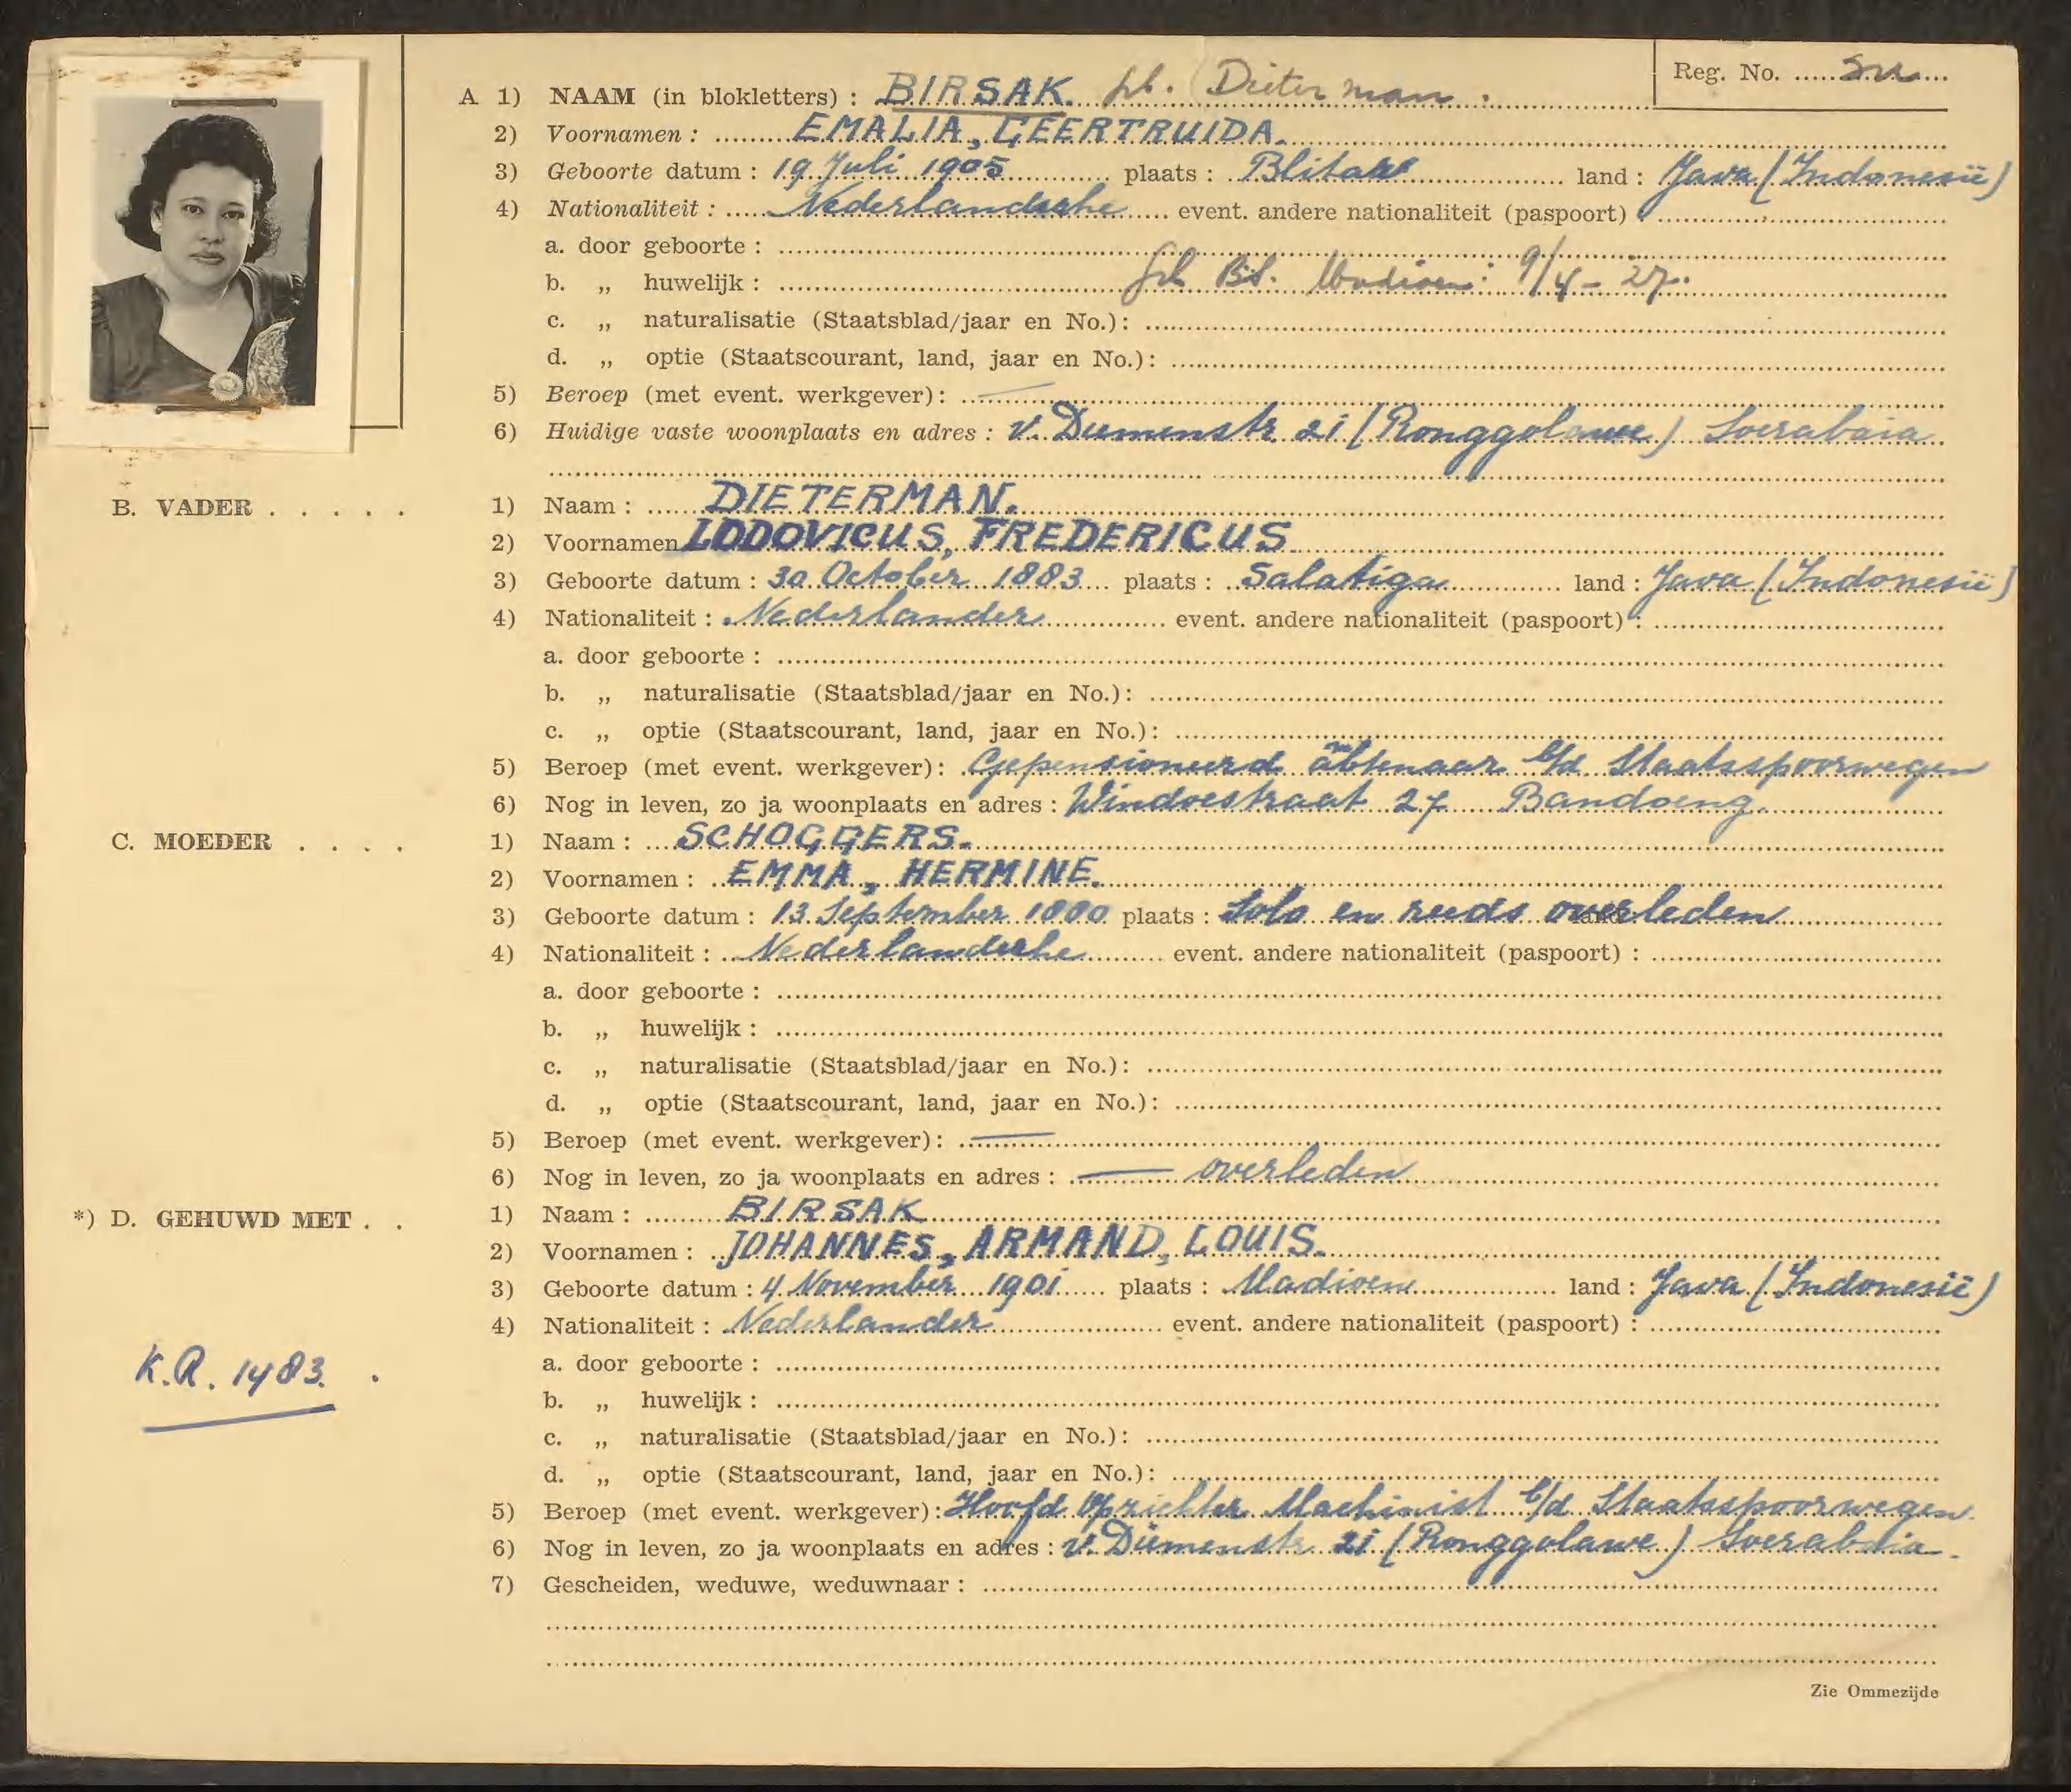 Reg. No. .....
A 1) NAAM (in blokletters) : BIRSAK gb. Dieterman.
2) Voornamen : EMALIA, GEERTRUIDA.
3) Geboorte datum : 19 Juli 1905 plaats : Blitar land : Java (Indonesië)
4) Nationaliteit : Nederlandsche event. andere nationaliteit (paspoort) :
a. door geboorte :
b. „ huwelijk : Bs. Madioen: 9/4-27.
c. „ naturalisatie (Staatsblad/jaar en No.):
d. „ optie (Staatscourant, land, jaar en No.):
5) Beroep (met event. werkgever): —
6) Huidige vaste woonplaats en adres : v. Diemenstr 21 (Ronggolawe) Soerabaia
B. VADER . . . . . 1) Naam : DIETERMAN.
2) Voornamen LODOVICUS, FREDERICUS
3) Geboorte datum : 30 October 1883 plaats : Salatiga land : Java (Indonesië)
4) Nationaliteit : Nederlander event. andere nationaliteit (paspoort) :
a. door geboorte :
b. „ naturalisatie (Staatsblad/jaar en No.):
c. „ optie (Staatscourant, land, jaar en No.):
5) Beroep (met event. werkgever): Gepensioneerd ambtenaar b/d Staatsspoorwegen
6) Nog in leven, zo ja woonplaats en adres : Windoestraat 27 Bandoeng.
C. MOEDER . . . . 1) Naam : SCHOGGERS.
2) Voornamen : EMMA, HERMINE.
3) Geboorte datum : 13 September 1880 plaats : Solo en reeds overleden
4) Nationaliteit : Nederlandsche event. andere nationaliteit (paspoort) :
a. door geboorte :
b. „ huwelijk :
c. „ naturalisatie (Staatsblad/jaar en No.):
d. „ optie (Staatscourant, land, jaar en No.):
5) Beroep (met event. werkgever): —
6) Nog in leven, zo ja woonplaats en adres : — overleden
*) D. GEHUWD MET . . 1) Naam : BIRSAK
2) Voornamen : JOHANNES, ARMAND, LOUIS.
3) Geboorte datum : 4 November 1901 plaats : Madioen land : Java (Indonesië)
4) Nationaliteit : Nederlander event. andere nationaliteit (paspoort) :
a. door geboorte :
K.R. 1483.
b. „ huwelijk :
c. „ naturalisatie (Staatsblad/jaar en No.):
d. „ optie (Staatscourant, land, jaar en No.):
5) Beroep (met event. werkgever): Hoofd Opzichter Machinist b/d Staatsspoorwegen.
6) Nog in leven, zo ja woonplaats en adres : v. Diemenstr 21 (Ronggolawe) Soerabaia.
7) Gescheiden, weduwe, weduwnaar :
Zie Ommezijde